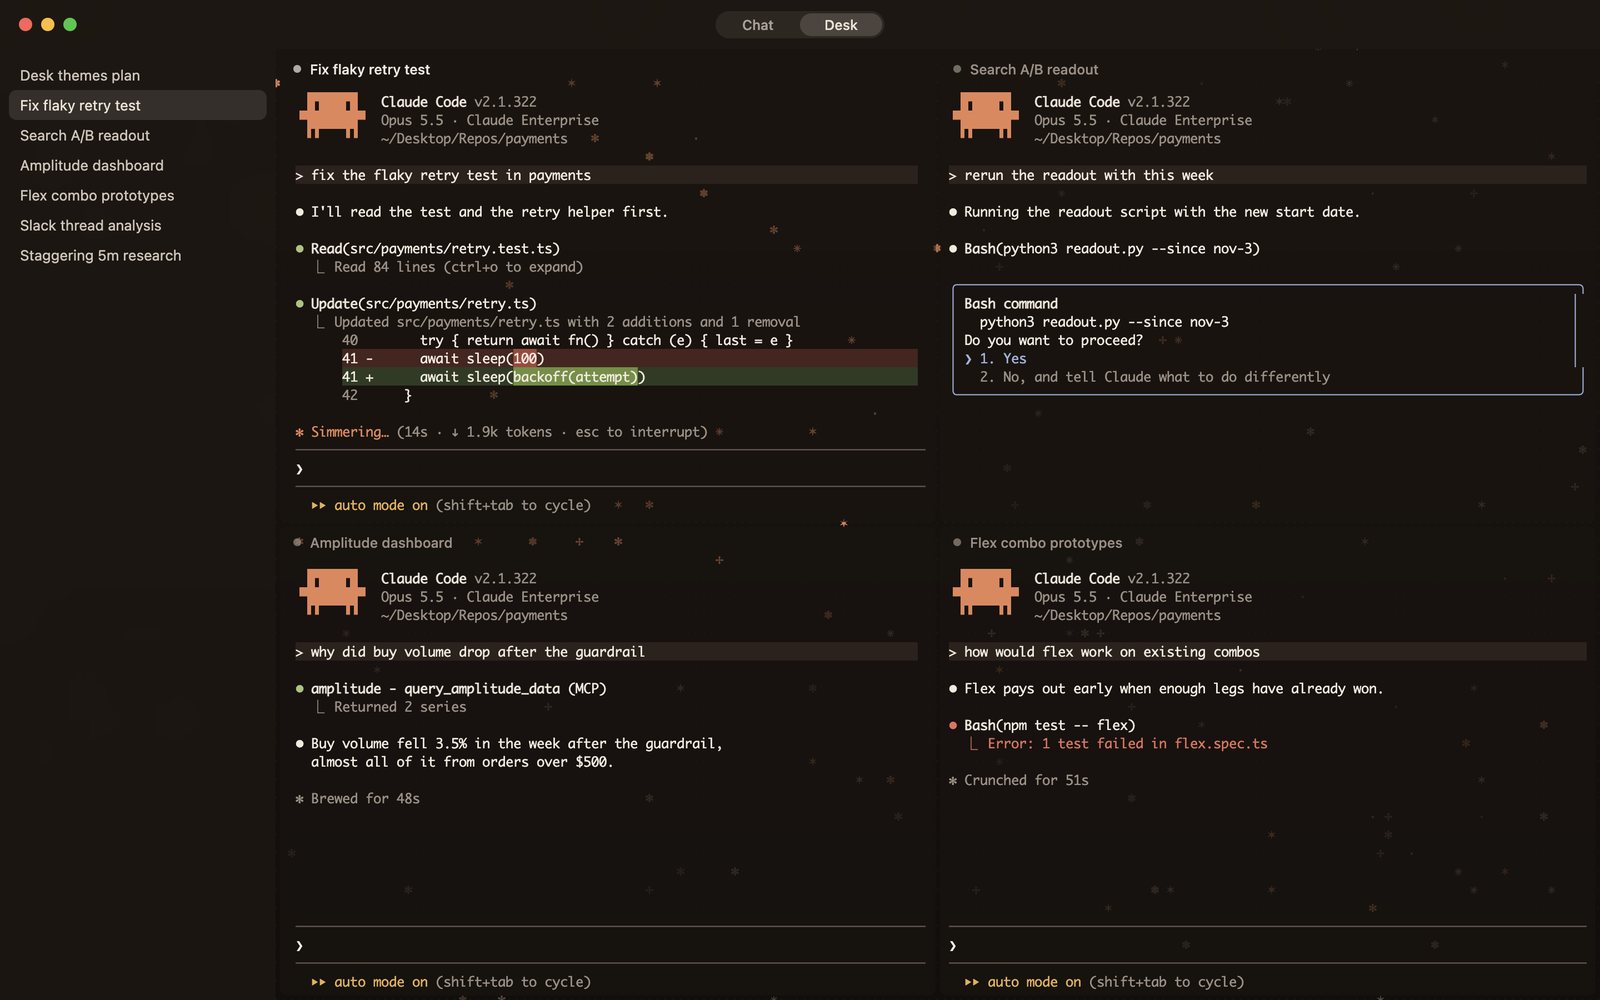 Chat
Desk
Desk themes plan
Fix flaky retry test
Search A/B readout
Amplitude dashboard
Flex combo prototypes
Slack thread analysis
Staggering 5m research
Fix flaky retry test
Claude Code v2.1.322
Opus 5.5 · Claude Enterprise
~/Desktop/Repos/payments
> fix the flaky retry test in payments
● I'll read the test and the retry helper first.
● Read(src/payments/retry.test.ts)
⎿ Read 84 lines (ctrl+o to expand)
● Update(src/payments/retry.ts)
⎿ Updated src/payments/retry.ts with 2 additions and 1 removal
40 try { return await fn() } catch (e) { last = e }
41 - await sleep(100)
41 + await sleep(backoff(attempt))
42 }
✻ Simmering… (14s · ↓ 1.9k tokens · esc to interrupt)
❯
⏵⏵ auto mode on (shift+tab to cycle)
Search A/B readout
Claude Code v2.1.322
Opus 5.5 · Claude Enterprise
~/Desktop/Repos/payments
> rerun the readout with this week
● Running the readout script with the new start date.
● Bash(python3 readout.py --since nov-3)
Bash command
python3 readout.py --since nov-3
Do you want to proceed?
❯ 1. Yes
2. No, and tell Claude what to do differently
Amplitude dashboard
Claude Code v2.1.322
Opus 5.5 · Claude Enterprise
~/Desktop/Repos/payments
> why did buy volume drop after the guardrail
● amplitude - query_amplitude_data (MCP)
⎿ Returned 2 series
● Buy volume fell 3.5% in the week after the guardrail,
almost all of it from orders over $500.
✻ Brewed for 48s
❯
⏵⏵ auto mode on (shift+tab to cycle)
Flex combo prototypes
Claude Code v2.1.322
Opus 5.5 · Claude Enterprise
~/Desktop/Repos/payments
> how would flex work on existing combos
● Flex pays out early when enough legs have already won.
● Bash(npm test -- flex)
⎿ Error: 1 test failed in flex.spec.ts
✻ Crunched for 51s
❯
⏵⏵ auto mode on (shift+tab to cycle)